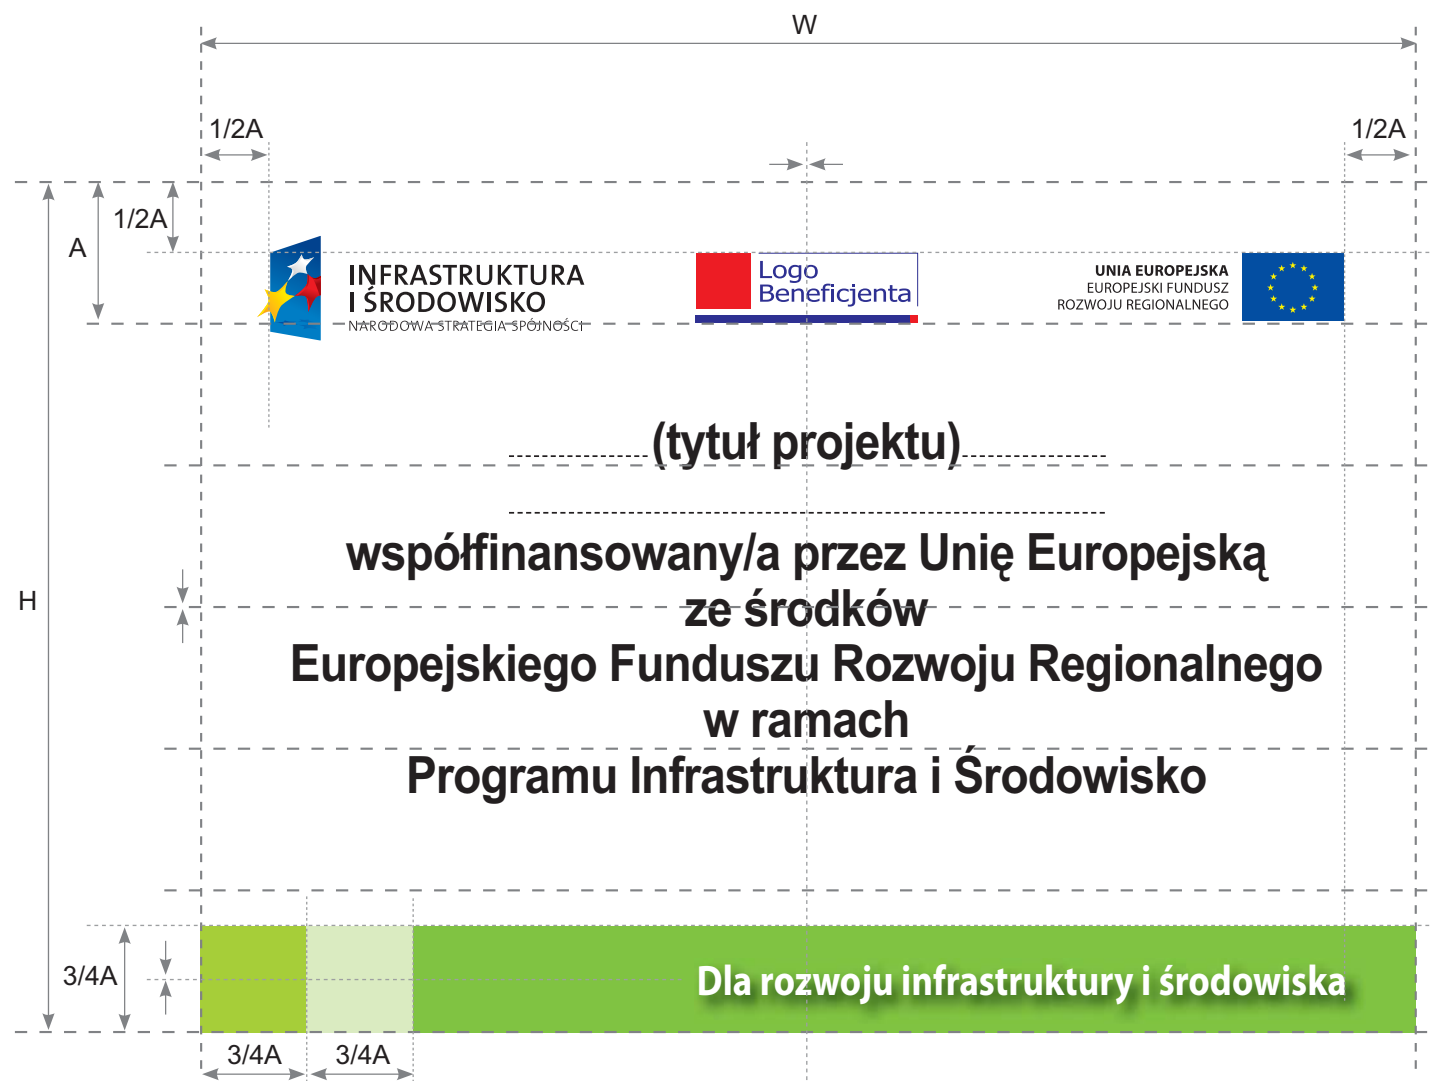 W
1/2A
1/2A
1/2A
A
INFRASTRUKTURA
I ŚRODOWISKO
NARODOWA STRATEGIA SPÓJNOŚCI
Logo
Beneficjenta
UNIA EUROPEJSKA
EUROPEJSKI FUNDUSZ
ROZWOJU REGIONALNEGO
(tytuł projektu)
współfinansowany/a przez Unię Europejską
ze środków
H
Europejskiego Funduszu Rozwoju Regionalnego
w ramach
Programu Infrastruktura i Środowisko
3/4A
Dla rozwoju infrastruktury i środowiska
3/4A
3/4A